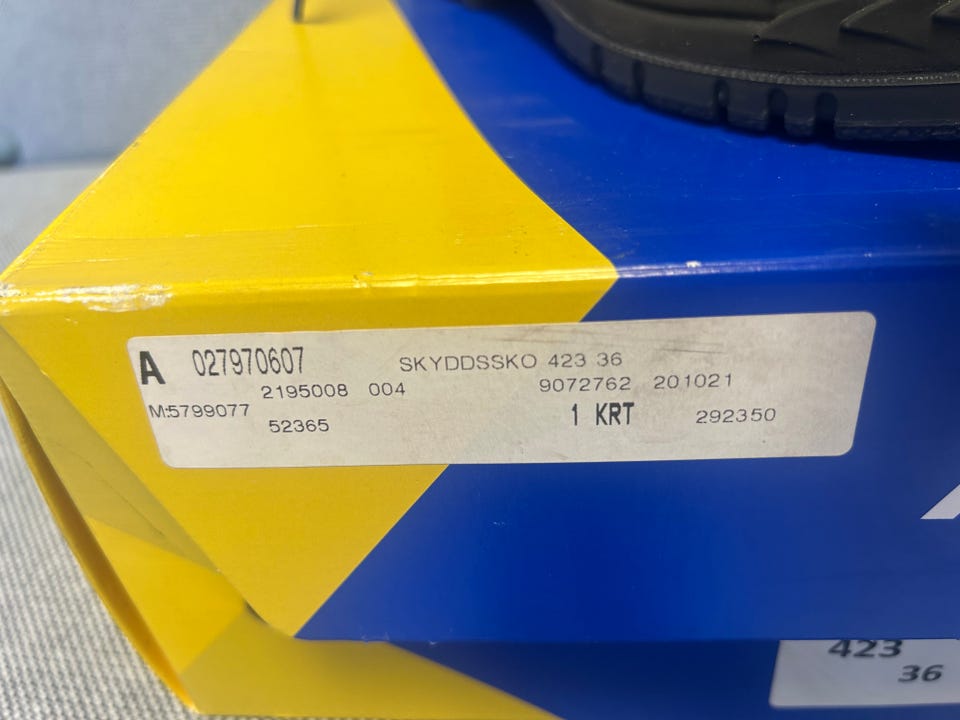 A 027970607 SKYDDSSKO 423 36
2195008 004 9072762 201021
M:5799077
52365 1 KRT 292350
423
36